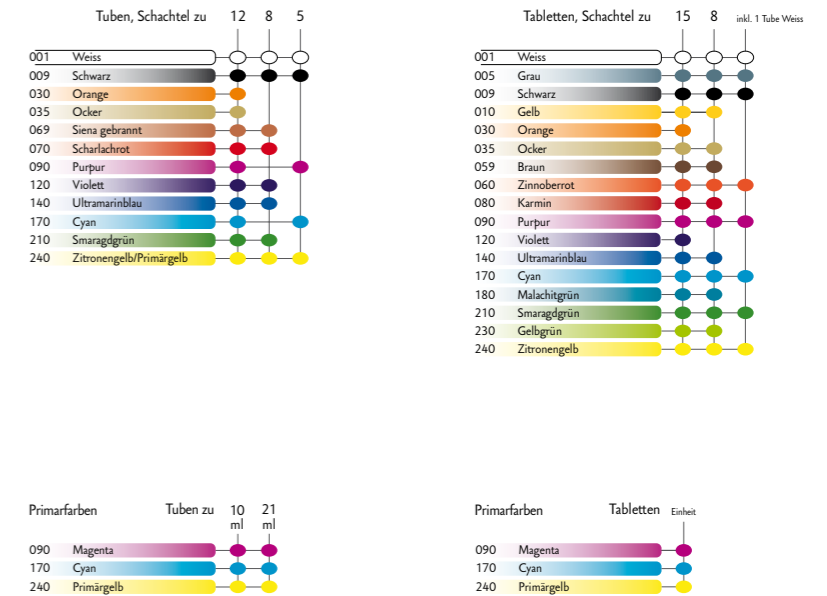 Tuben, Schachtel zu 12 8 5
001 Weiss
009 Schwarz
030 Orange
035 Ocker
069 Siena gebrannt
070 Scharlachrot
090 Purpur
120 Violett
140 Ultramarinblau
170 Cyan
210 Smaragdgrün
240 Zitronengelb/Primärgelb
Tabletten, Schachtel zu 15 8 inkl. 1 Tube Weiss
001 Weiss
005 Grau
009 Schwarz
010 Gelb
030 Orange
035 Ocker
059 Braun
060 Zinnoberrot
080 Karmin
090 Purpur
120 Violett
140 Ultramarinblau
170 Cyan
180 Malachitgrün
210 Smaragdgrün
230 Gelbgrün
240 Zitronengelb
Primarfarben Tuben zu 10 21
ml ml
090 Magenta
170 Cyan
240 Primärgelb
Primarfarben Tabletten Einheit
090 Magenta
170 Cyan
240 Primärgelb